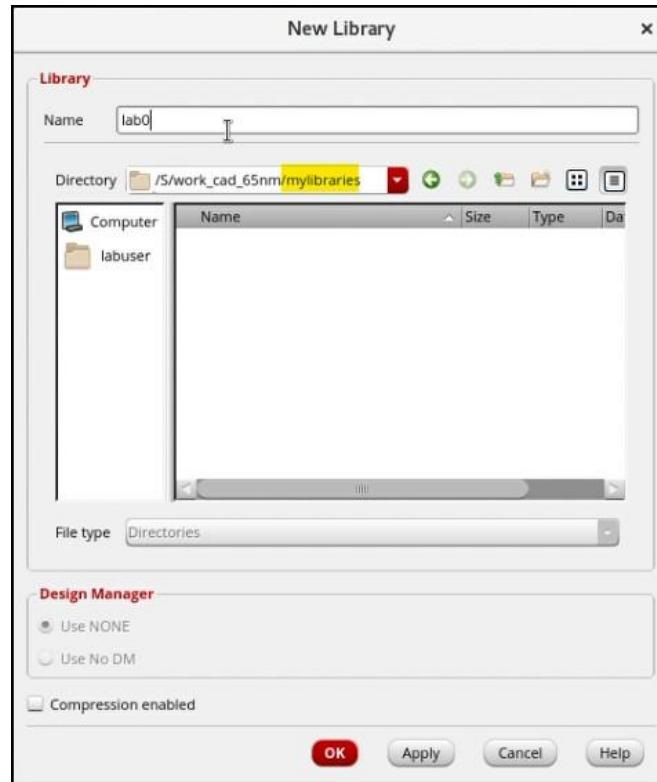 New Library
Library
Name lab0
Directory /S/work_cad_65nm/mylibraries
Computer
labuser
Name Size Type Da
File type Directories
Design Manager
Use NONE
Use No DM
Compression enabled
OK Apply Cancel Help